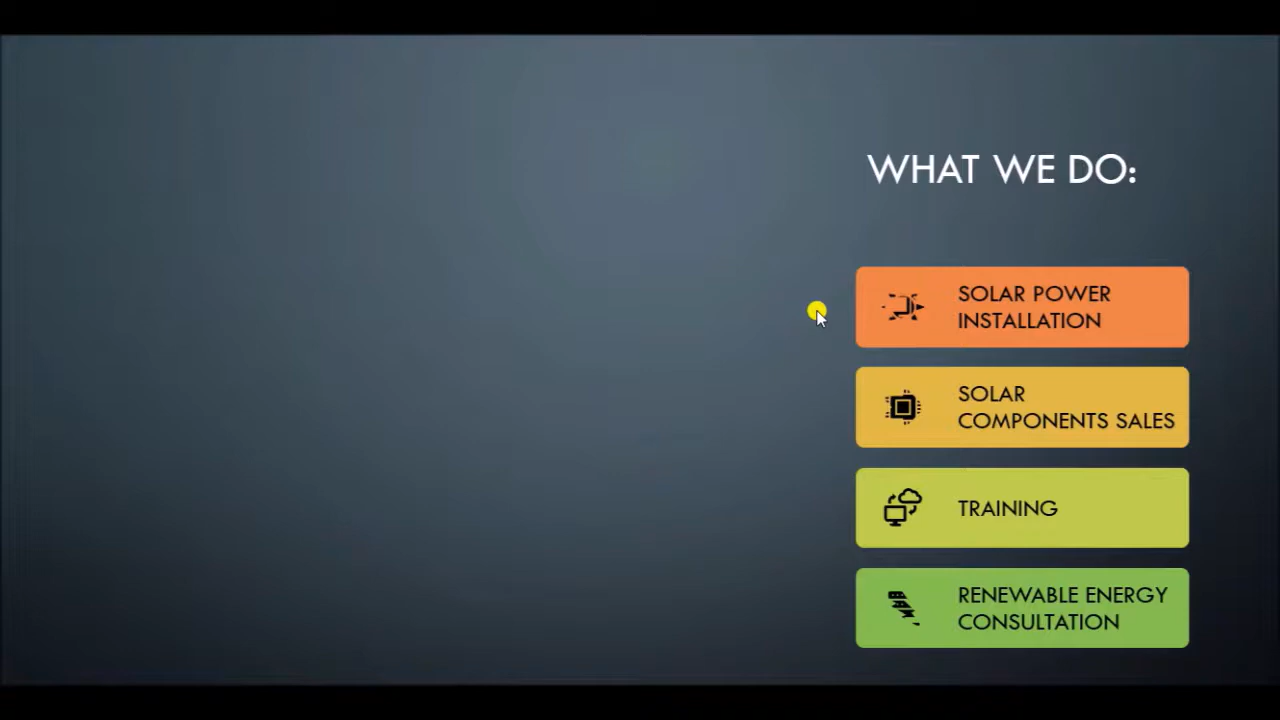 WHAT WE DO:
SOLAR POWER
INSTALLATION
SOLAR
COMPONENTS SALES
TRAINING
RENEWABLE ENERGY
CONSULTATION